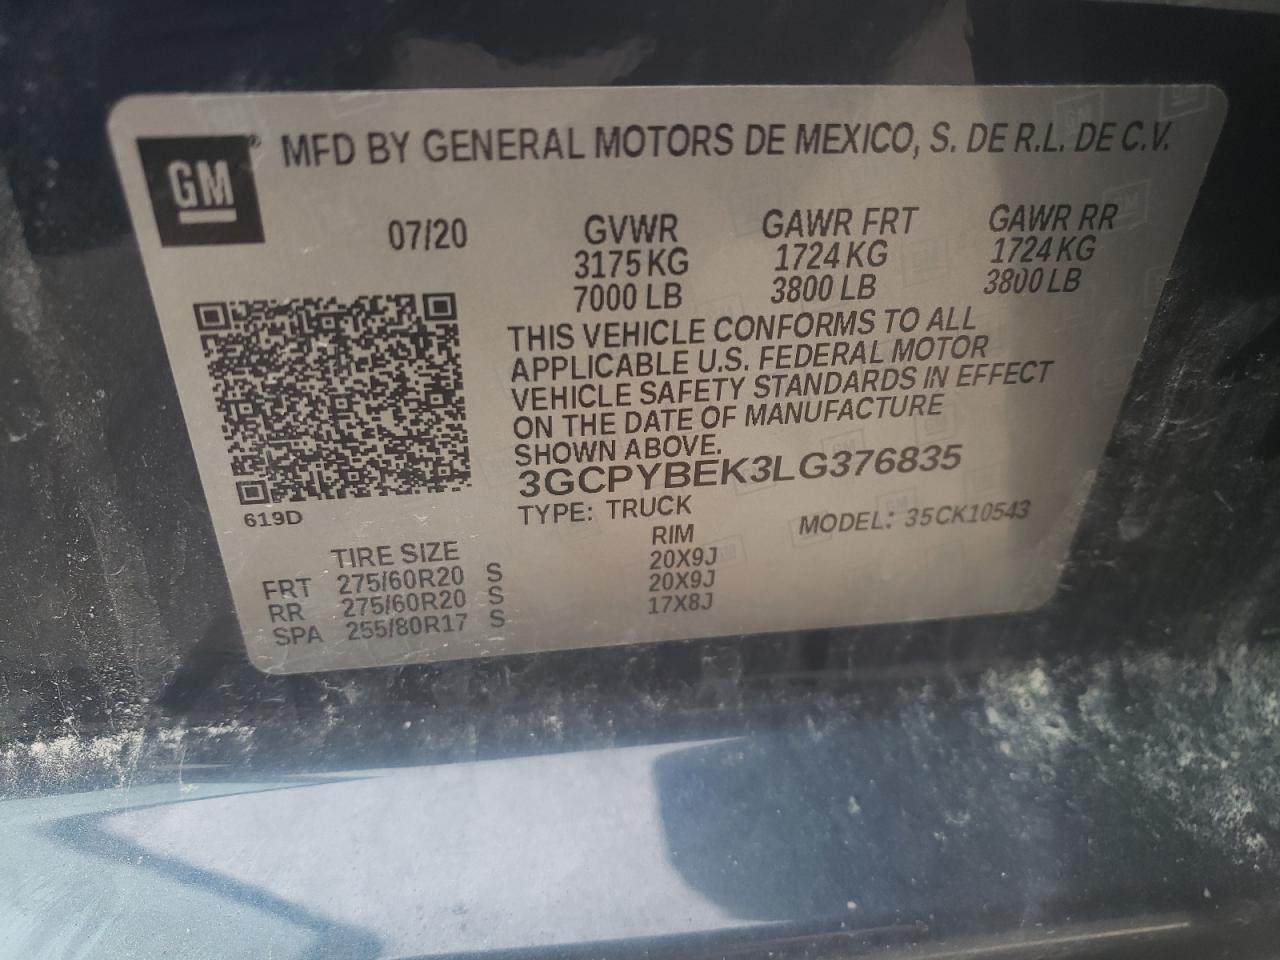 GM® MFD BY GENERAL MOTORS DE MEXICO, S. DE R.L. DE C.V.
07/20 GVWR GAWR FRT GAWR RR
3175 KG 1724 KG 1724 KG
7000 LB 3800 LB 3800 LB
THIS VEHICLE CONFORMS TO ALL
APPLICABLE U.S. FEDERAL MOTOR
VEHICLE SAFETY STANDARDS IN EFFECT
ON THE DATE OF MANUFACTURE
SHOWN ABOVE.
3GCPYBEK3LG376835
619D TYPE: TRUCK MODEL: 35CK10543
TIRE SIZE RIM
FRT 275/60R20 S 20X9J
RR 275/60R20 S 20X9J
SPA 255/80R17 S 17X8J